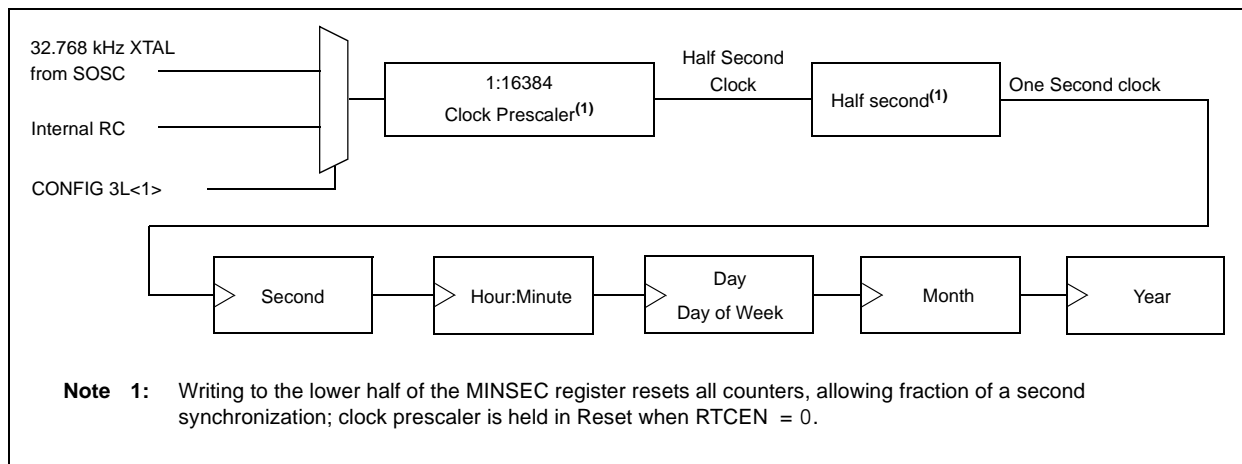 32.768 kHz XTAL
from SOSC
Internal RC
CONFIG 3L<1>
1:16384
Clock Prescaler(1)
Half Second
Clock
Half second(1)
One Second clock
Second
Hour:Minute
Day
Day of Week
Month
Year
Note 1: Writing to the lower half of the MINSEC register resets all counters, allowing fraction of a second
synchronization; clock prescaler is held in Reset when RTCEN = 0.